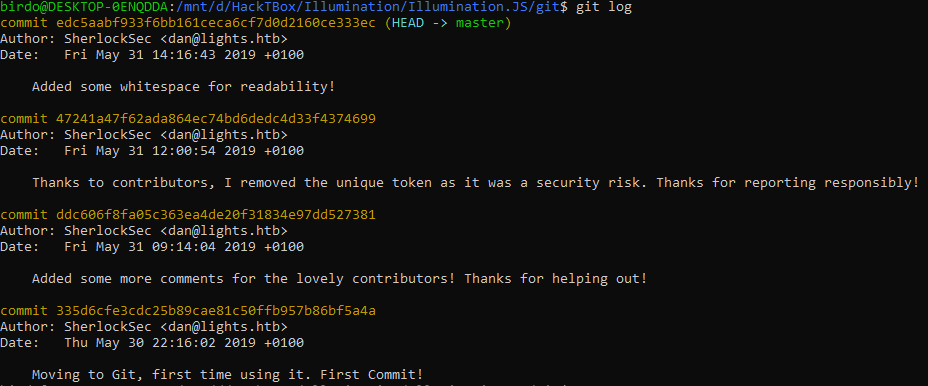 birdo@DESKTOP-0ENQDDA:/mnt/d/HackTBox/Illumination/Illumination.JS/git$ git log
commit edc5aabf933f6bb161ceca6cf7d0d2160ce333ec (HEAD -> master)
Author: SherlockSec <dan@lights.htb>
Date:   Fri May 31 14:16:43 2019 +0100
    Added some whitespace for readability!
commit 47241a47f62ada864ec74bd6dedc4d33f4374699
Author: SherlockSec <dan@lights.htb>
Date:   Fri May 31 12:00:54 2019 +0100
    Thanks to contributors, I removed the unique token as it was a security risk. Thanks for reporting responsibly!
commit ddc606f8fa05c363ea4de20f31834e97dd527381
Author: SherlockSec <dan@lights.htb>
Date:   Fri May 31 09:14:04 2019 +0100
    Added some more comments for the lovely contributors! Thanks for helping out!
commit 335d6cfe3cdc25b89cae81c50ffb957b86bf5a4a
Author: SherlockSec <dan@lights.htb>
Date:   Thu May 30 22:16:02 2019 +0100
    Moving to Git, first time using it. First Commit!